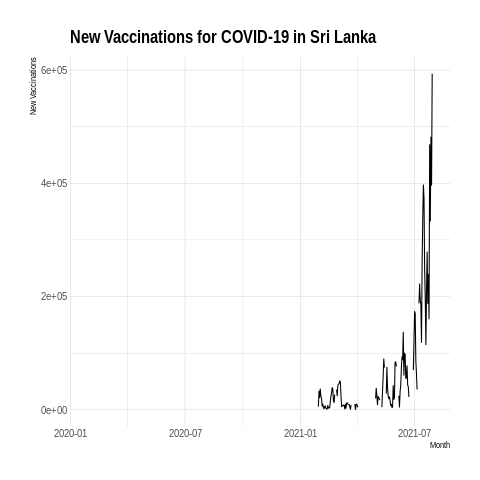 New Vaccinations for COVID-19 in Sri Lanka
New Vaccinations
6e+05
4e+05
2e+05
0e+00
2020-01 2020-07 2021-01 2021-07
Month